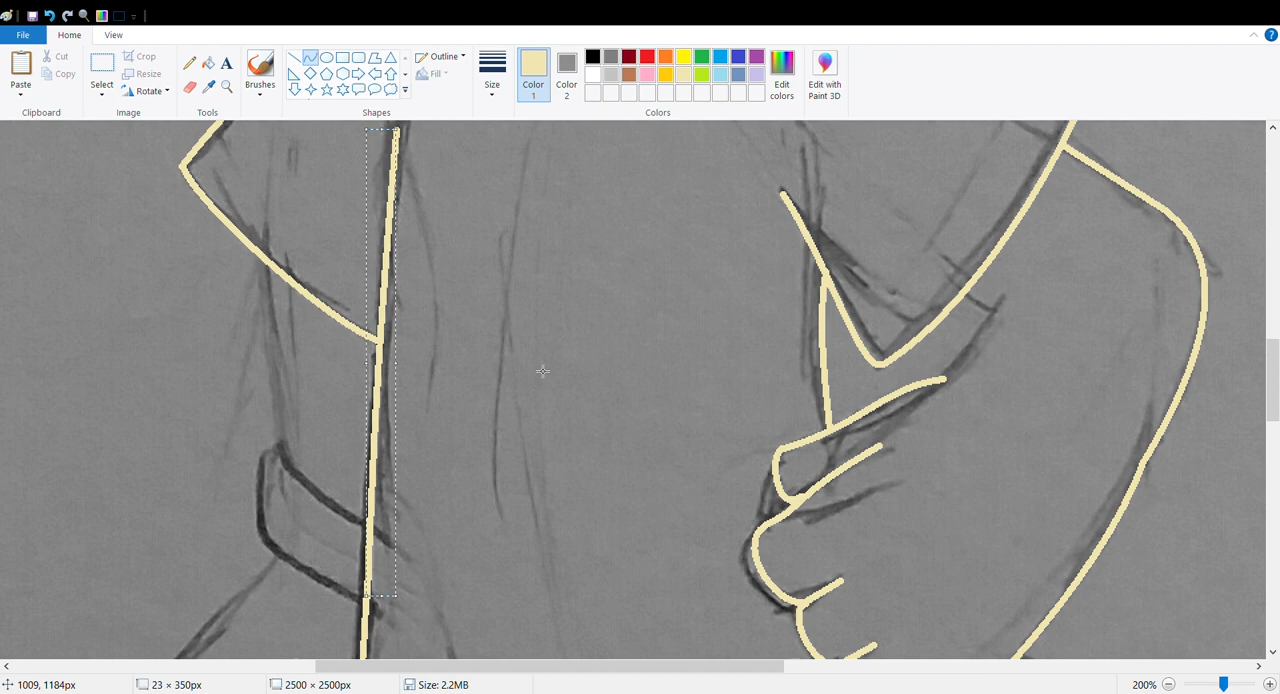 File
Home
View
Paste
Cut
Copy
Clipboard
Select
Crop
Resize
Rotate
Image
A
Tools
Brushes
Shapes
Outline
Fill
Size
Color
1
Color
2
Colors
Edit
colors
Edit with
Paint 3D
?
1009, 1184px
23 × 350px
2500 × 2500px
Size: 2.2MB
200%